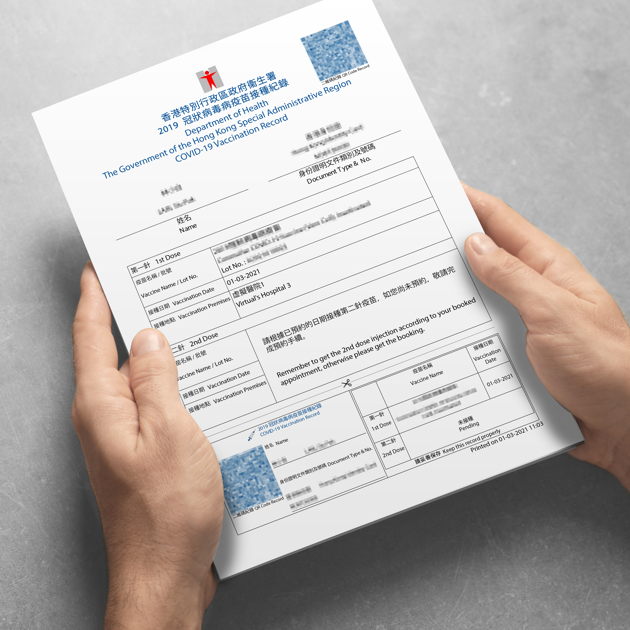 二維碼紀錄 QR Code Record
香港特別行政區政府衞生署
2019 冠狀病毒病疫苗接種紀錄
Department of Health
The Government of the Hong Kong Special Administrative Region
COVID-19 Vaccination Record
姓名
Name
身份證明文件類別及號碼
Document Type & No.
第一針 1st Dose
疫苗名稱 / 批號
Vaccine Name / Lot No.
Lot No. :
接種日期 Vaccination Date
01-03-2021
接種地點 Vaccination Premises
虛擬醫院1
Virtual's Hospital 3
第二針 2nd Dose
疫苗名稱 / 批號
Vaccine Name / Lot No.
接種日期 Vaccination Date
接種地點 Vaccination Premises
請根據已預約的日期接種第二針疫苗，如您尚未預約，敬請完
成預約手續。
Remember to get the 2nd dose injection according to your booked
appointment, otherwise please get the booking.
2019 冠狀病毒病疫苗接種紀錄
COVID-19 Vaccination Record
姓名 Name
身份證明文件類別及號碼 Document Type & No.
二維碼紀錄 QR Code Record
疫苗名稱
Vaccine Name
接種日期
Vaccination
Date
第一針
1st Dose
01-03-2021
第二針
2nd Dose
未接種
Pending
請妥善保存 Keep this record properly
Printed on 01-03-2021 11:03